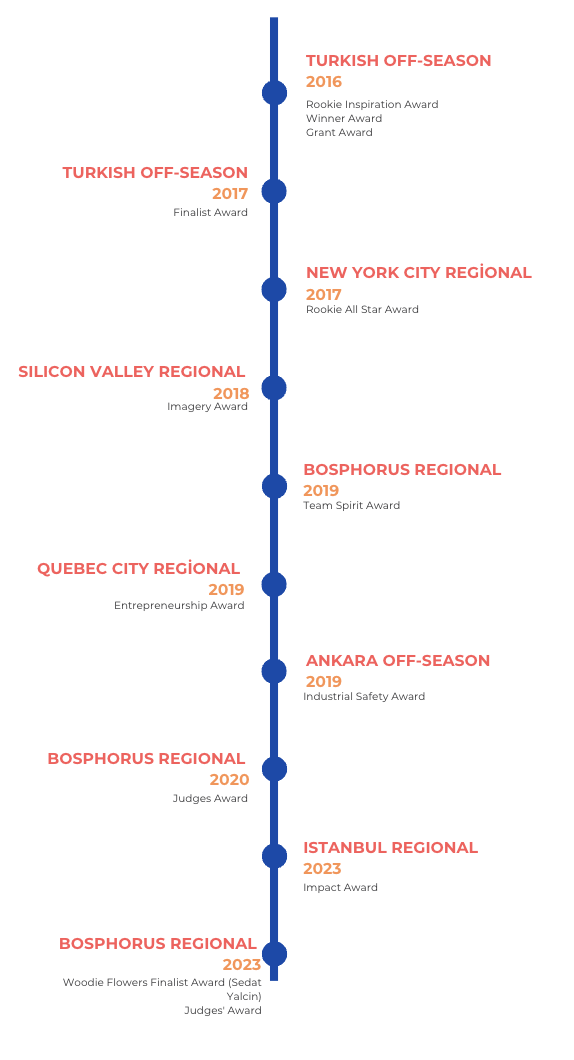 TURKISH OFF-SEASON
2016
Rookie Inspiration Award
Winner Award
Grant Award
TURKISH OFF-SEASON
2017
Finalist Award
NEW YORK CITY REGİONAL
2017
Rookie All Star Award
SILICON VALLEY REGIONAL
2018
Imagery Award
BOSPHORUS REGIONAL
2019
Team Spirit Award
QUEBEC CITY REGİONAL
2019
Entrepreneurship Award
ANKARA OFF-SEASON
2019
Industrial Safety Award
BOSPHORUS REGIONAL
2020
Judges Award
ISTANBUL REGIONAL
2023
Impact Award
BOSPHORUS REGIONAL
2023
Woodie Flowers Finalist Award (Sedat
Yalcin)
Judges' Award